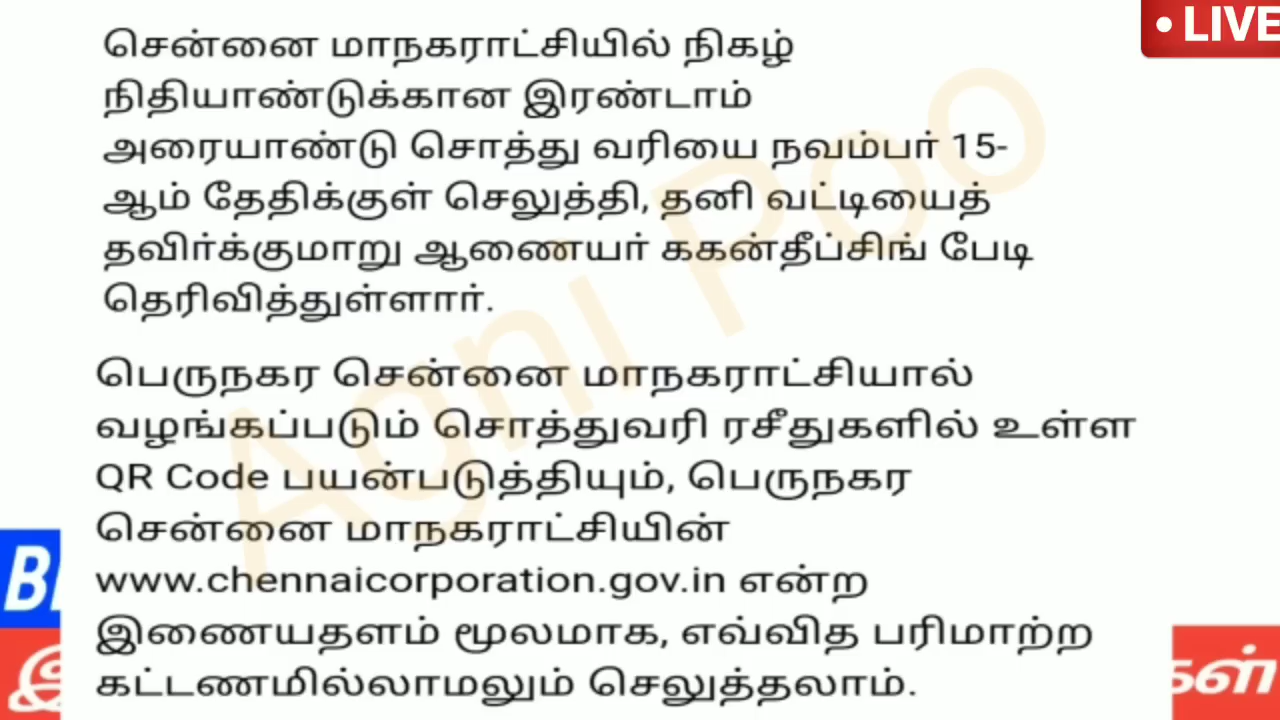 • LIVE
சென்னை மாநகராட்சியில் நிகழ்
நிதியாண்டுக்கான இரண்டாம்
அரையாண்டு சொத்து வரியை நவம்பர் 15-
ஆம் தேதிக்குள் செலுத்தி, தனி வட்டியைத்
தவிர்க்குமாறு ஆணையர் ககன்தீப்சிங் பேடி
தெரிவித்துள்ளார்.
பெருநகர சென்னை மாநகராட்சியால்
வழங்கப்படும் சொத்துவரி ரசீதுகளில் உள்ள
QR Code பயன்படுத்தியும், பெருநகர
சென்னை மாநகராட்சியின்
www.chennaicorporation.gov.in என்ற
இணையதளம் மூலமாக, எவ்வித பரிமாற்ற
கட்டணமில்லாமலும் செலுத்தலாம்.
Agni Poo